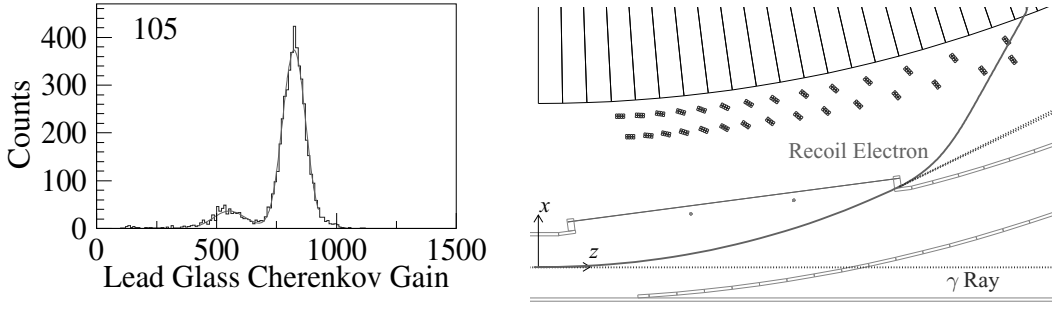 105
400
300
200
100
0
Counts
0 500 1000 1500
Lead Glass Cherenkov Gain
Recoil Electron
x
z
γ Ray